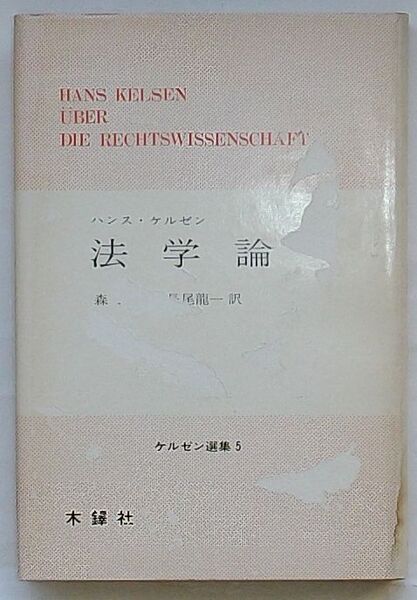 HANS KELSEN
ÜBER
DIE RECHTSWISSENSCHAFT
ハンス・ケルゼン
法学論
森 長尾龍一 訳
ケルゼン選集5
木鐸社